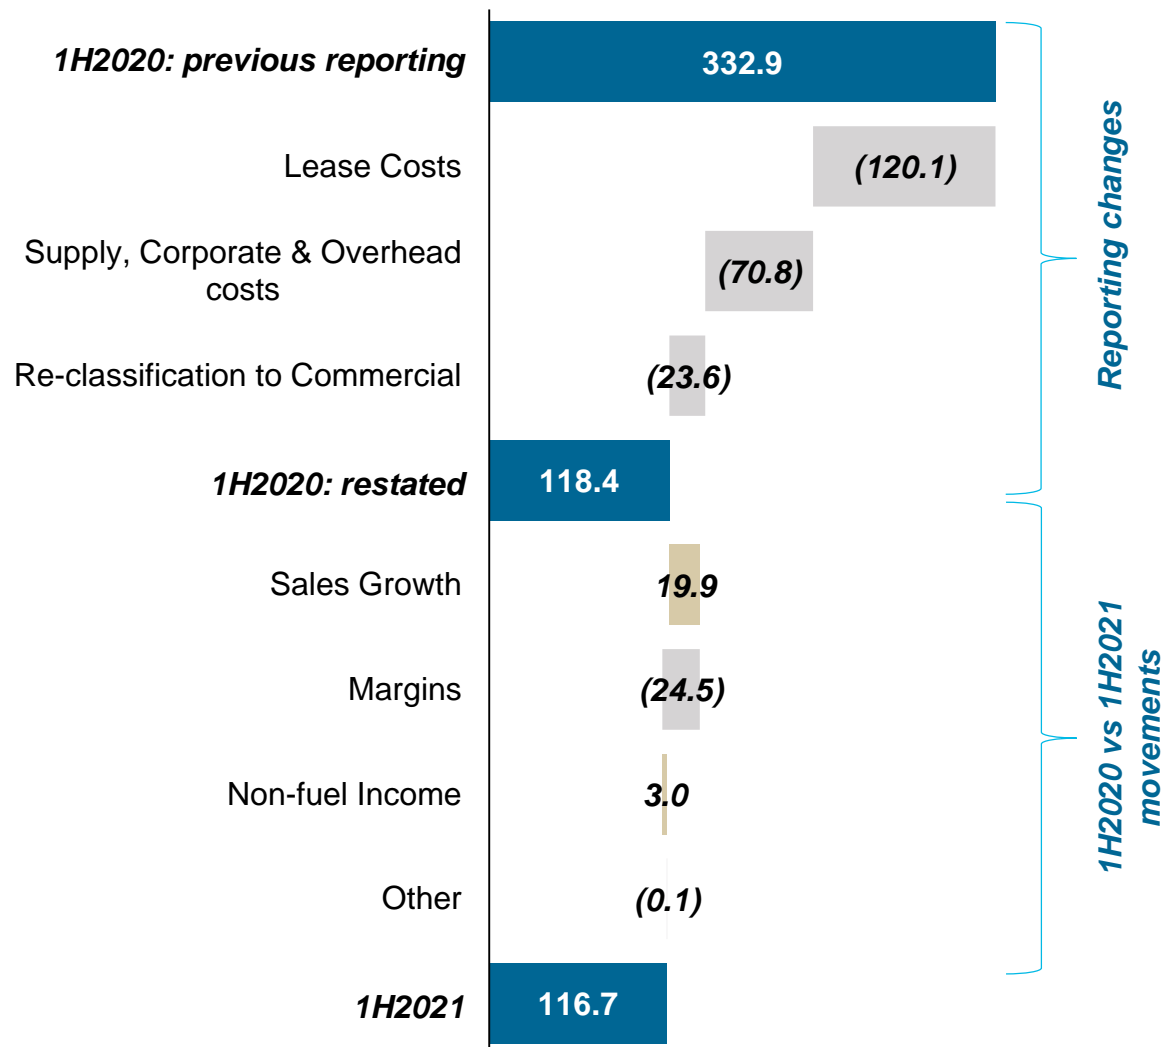 1H2020: previous reporting
332.9
Lease Costs
(120.1)
Supply, Corporate & Overhead
costs
(70.8)
Re-classification to Commercial
(23.6)
1H2020: restated
118.4
Reporting changes
Sales Growth
19.9
Margins
(24.5)
Non-fuel Income
3.0
Other
(0.1)
1H2021
116.7
1H2020 vs 1H2021
movements